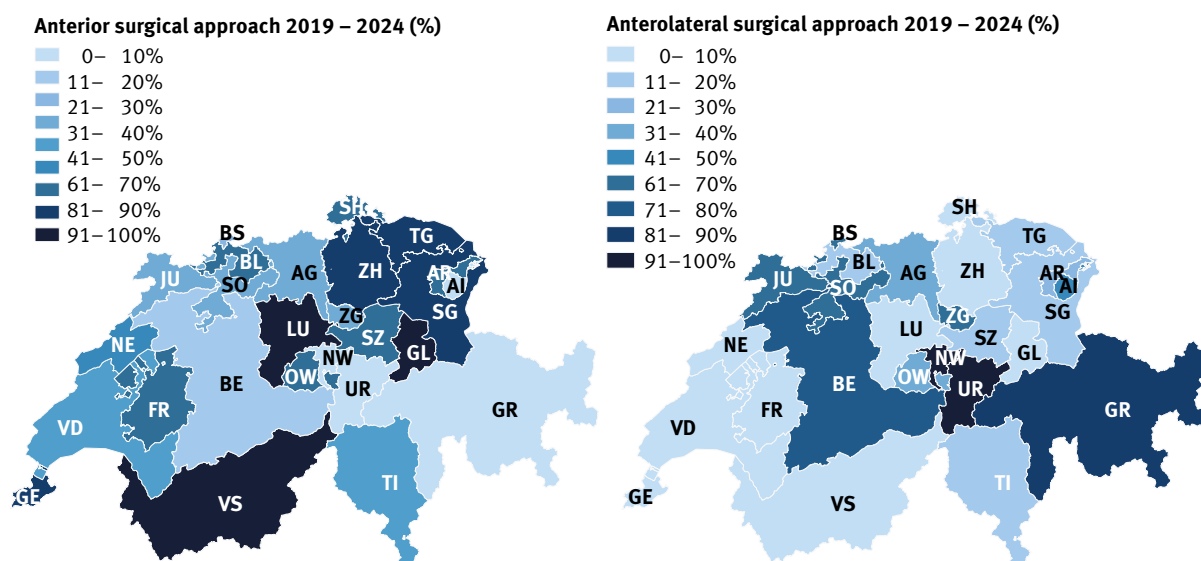 Anterior surgical approach 2019 – 2024 (%)
0– 10%
11– 20%
21– 30%
31– 40%
41– 50%
61– 70%
81– 90%
91–100%
SH
BS
TG
BL
JU
AG
ZH
AR
AI
SO
SG
ZG
LU
SZ
NE
NW
GL
OW
BE
UR
FR
GR
VD
TI
GE
VS
Anterolateral surgical approach 2019 – 2024 (%)
0– 10%
11– 20%
21– 30%
31– 40%
41– 50%
61– 70%
71– 80%
81– 90%
91–100%
SH
BS
TG
BL
JU
AG
ZH
AR
AI
SO
SG
ZG
LU
SZ
NE
NW
GL
OW
BE
UR
FR
GR
VD
TI
GE
VS